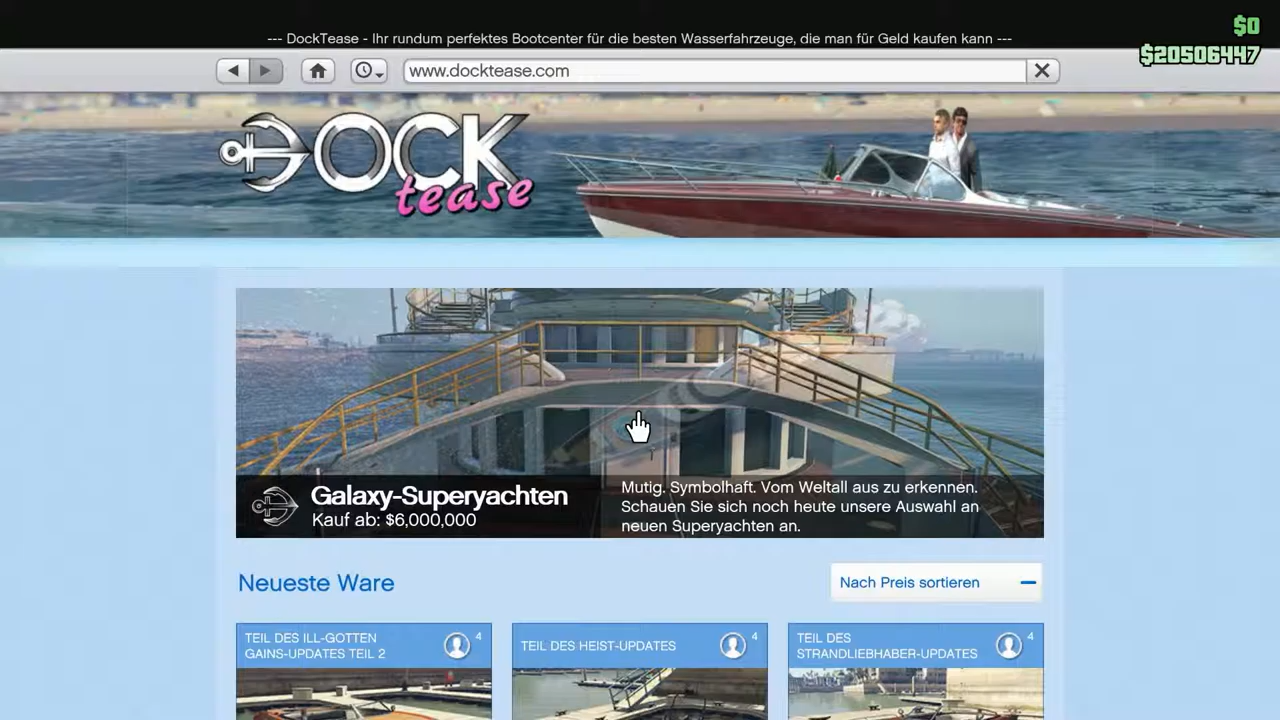 $0
$20506447
--- DockTease - Ihr rundum perfektes Bootcenter für die besten Wasserfahrzeuge, die man für Geld kaufen kann ---
www.docktease.com
DOCK
tease
Galaxy-Superyachten
Kauf ab: $6,000,000
Mutig. Symbolhaft. Vom Weltall aus zu erkennen.
Schauen Sie sich noch heute unsere Auswahl an
neuen Superyachten an.
Neueste Ware
Nach Preis sortieren
TEIL DES ILL-GOTTEN
GAINS-UPDATES TEIL 2
4
TEIL DES HEIST-UPDATES
4
TEIL DES
STRANDLIEBHABER-UPDATES
4